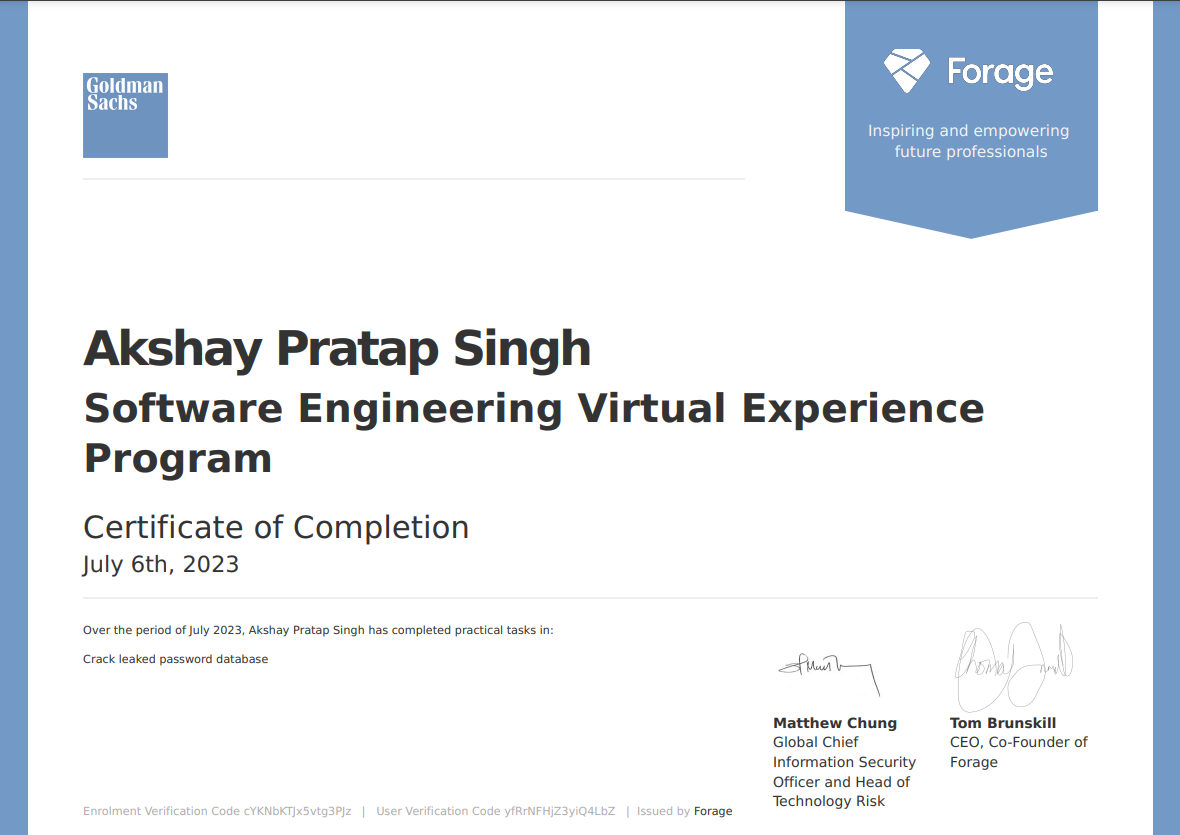 Goldman
Sachs
Forage
Inspiring and empowering
future professionals
Akshay Pratap Singh
Software Engineering Virtual Experience
Program
Certificate of Completion
July 6th, 2023
Over the period of July 2023, Akshay Pratap Singh has completed practical tasks in:
Crack leaked password database
Matthew Chung
Global Chief
Information Security
Officer and Head of
Technology Risk
Tom Brunskill
CEO, Co-Founder of
Forage
Enrolment Verification Code cYKNbKTJx5vtg3PJz | User Verification Code yfRrNFHjZ3yiQ4LbZ | Issued by Forage